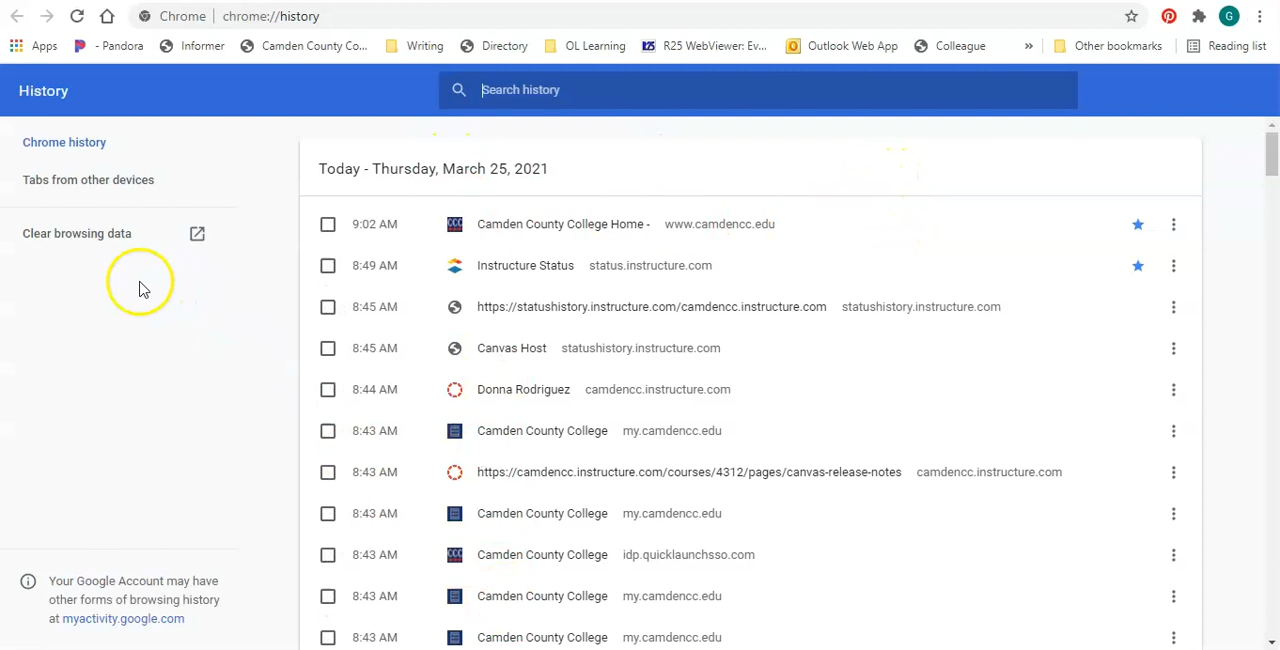 Chrome | chrome://history
G
Apps - Pandora Informer Camden County Co... Writing Directory OL Learning R25 R25 WebViewer: Ev... Outlook Web App Colleague » Other bookmarks Reading list
History
Search history
Chrome history
Tabs from other devices
Clear browsing data
Today - Thursday, March 25, 2021
9:02 AM CCC Camden County College Home - www.camdencc.edu
8:49 AM Instructure Status status.instructure.com
8:45 AM https://statushistory.instructure.com/camdencc.instructure.com statushistory.instructure.com
8:45 AM Canvas Host statushistory.instructure.com
8:44 AM Donna Rodriguez camdencc.instructure.com
8:43 AM Camden County College my.camdencc.edu
8:43 AM https://camdencc.instructure.com/courses/4312/pages/canvas-release-notes camdencc.instructure.com
8:43 AM Camden County College my.camdencc.edu
8:43 AM CCC Camden County College idp.quicklaunchsso.com
8:43 AM Camden County College my.camdencc.edu
8:43 AM Camden County College my.camdencc.edu
Your Google Account may have
other forms of browsing history
at myactivity.google.com